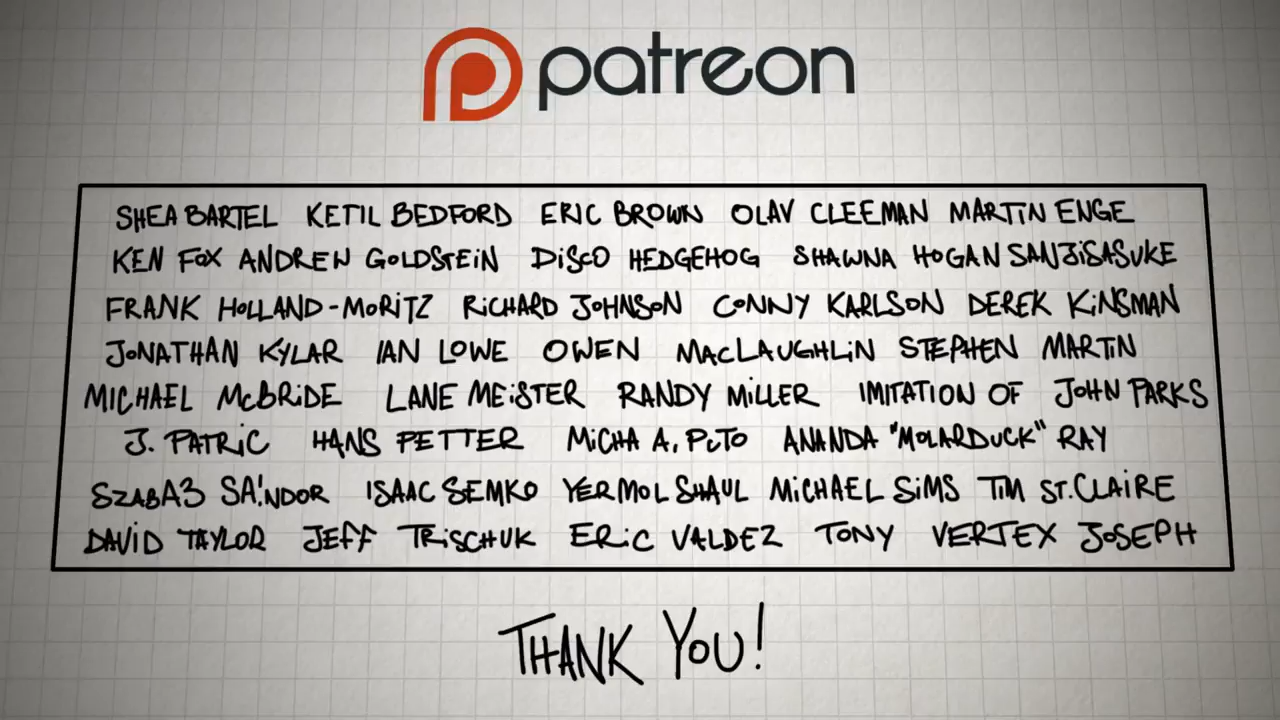 patreon
SHEA BARTEL KETIL BEDFORD ERIC BROWN OLAV CLEEMAN MARTiN ENGE
KEN FOX ANDREW GOLDSTEiN DiSCO HEDGEHOG SHAWNA HOGAN SANJiSASUKE
FRANK HOLLAND-MORiTZ RiCHARD JOHNSON CONNY KARLSON DEREK KiNSMAN
JONATHAN KYLAR IAN LOWE OWEN MACLAUGHLiN STEPHEN MARTiN
MICHAEL McBRiDE LANE MEiSTER RANDY MiLLER IMITATION OF JOHN PARKS
J. PATRiC HANS PETTER MiCHA A. PcTO ANANDA "MOLARDUCK" RAY
SZABA3 SA!NDOR ISAAC SEMKO YERMOL SHAUL MiCHAEL SiMS TiM ST.CLAiRE
DAVID TAYLOR JEFF TRiSCHUK ERiC VALDEZ TONY VERTEX JOSEPH
THANK YOU!